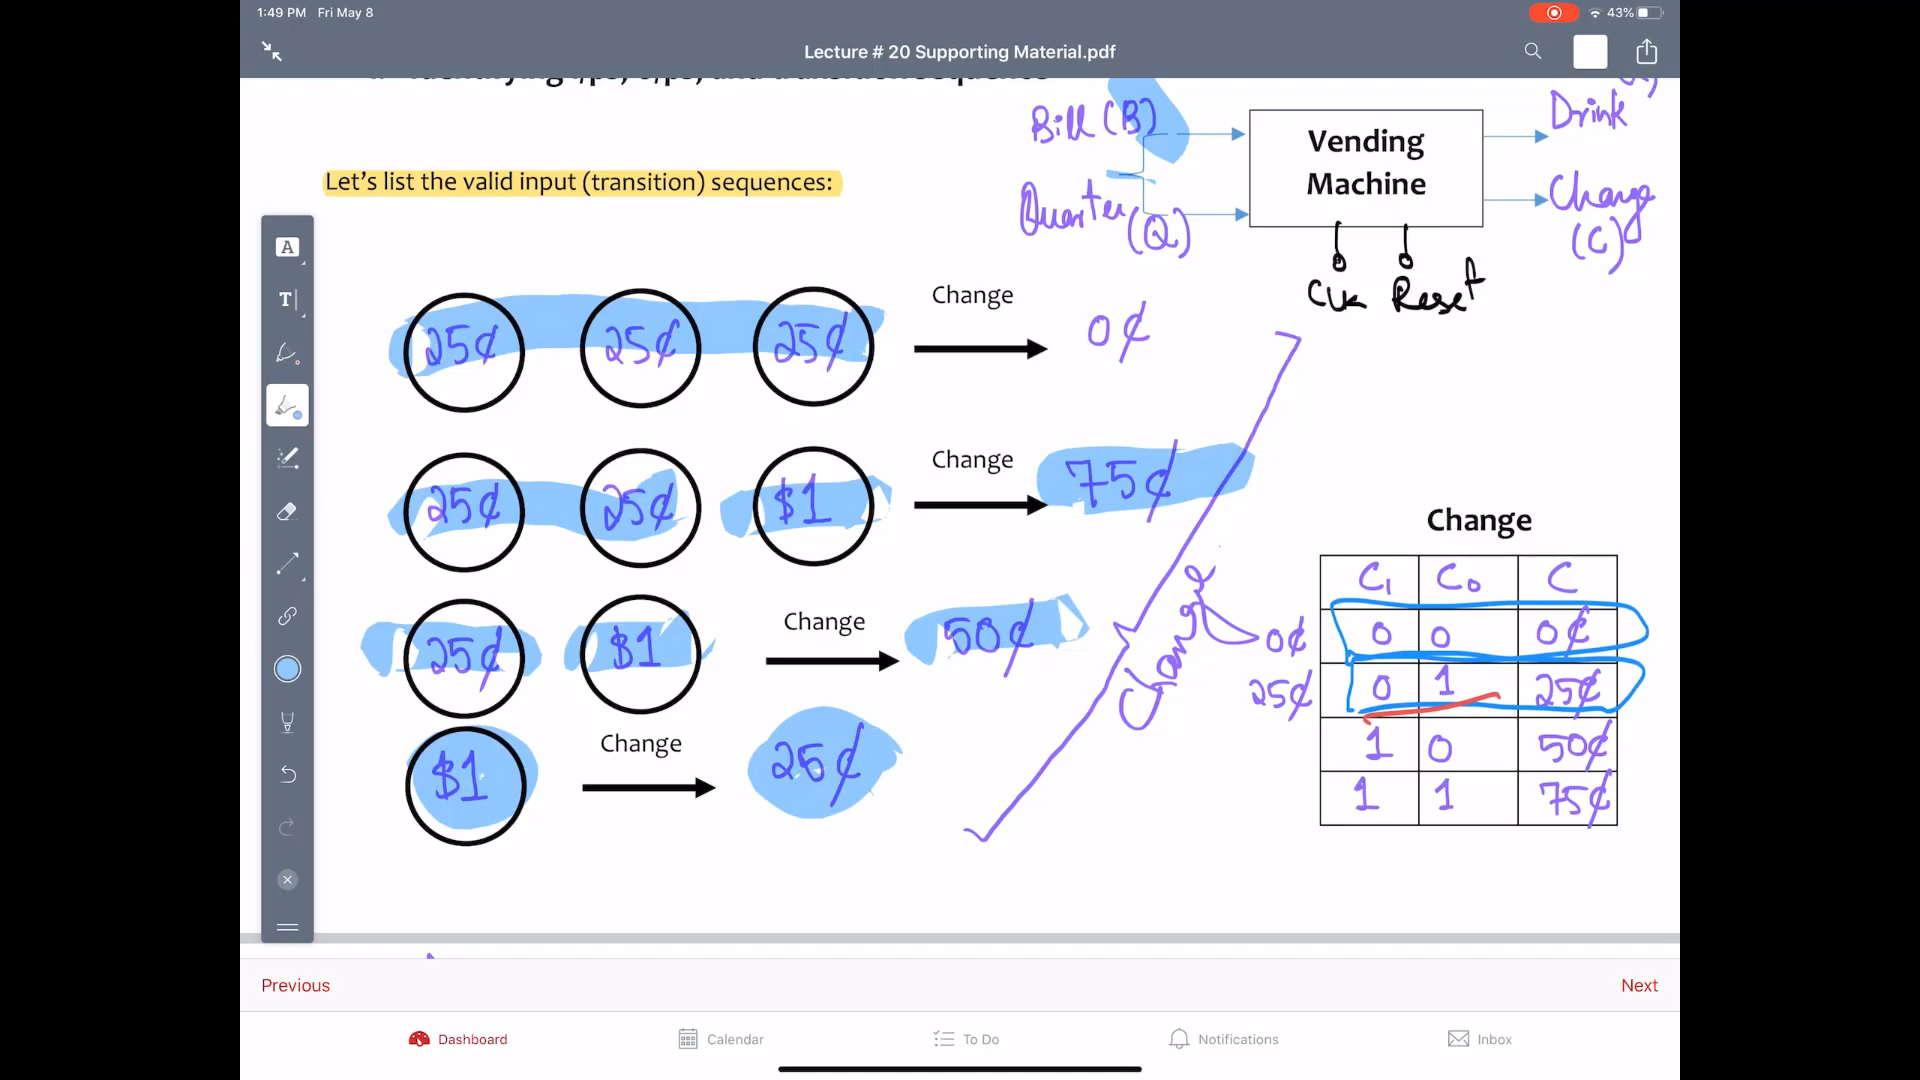 1:49 PM Fri May 8
43%
Lecture # 20 Supporting Material.pdf
Bill (B)
Quarter (Q)
Vending
Machine
Drink
Change
(C)
Clk Reset
Let's list the valid input (transition) sequences:
25¢ 25¢ 25¢ Change 0¢
25¢ 25¢ $1 Change 75¢
25¢ $1 Change 50¢
$1 Change 25¢
Change
0¢
25¢
Change
C1 C0 C
0 0 0¢
0 1 25¢
1 0 50¢
1 1 75¢
A
T
Previous Next
Dashboard Calendar To Do Notifications Inbox